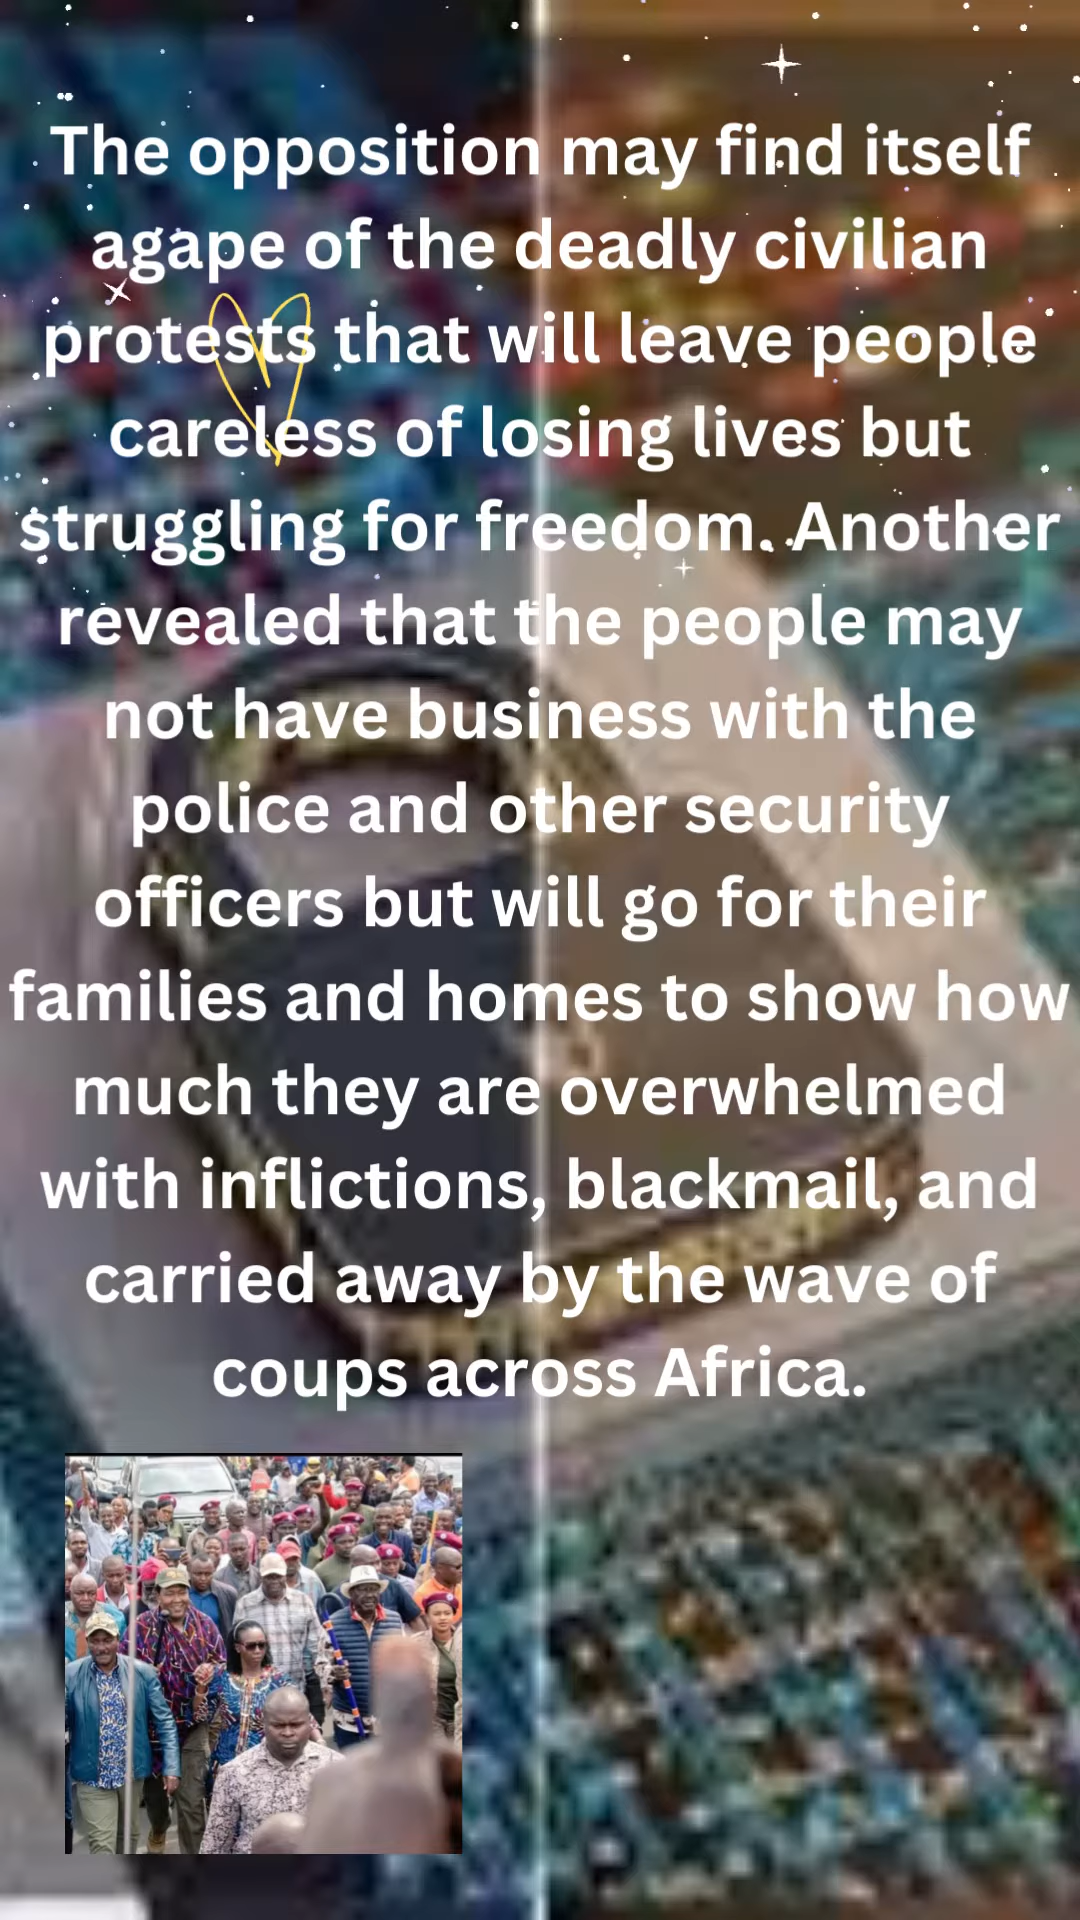 The opposition may find itself
agape of the deadly civilian
protests that will leave people
careless of losing lives but
struggling for freedom. Another
revealed that the people may
not have business with the
police and other security
officers but will go for their
families and homes to show how
much they are overwhelmed
with inflictions, blackmail, and
carried away by the wave of
coups across Africa.